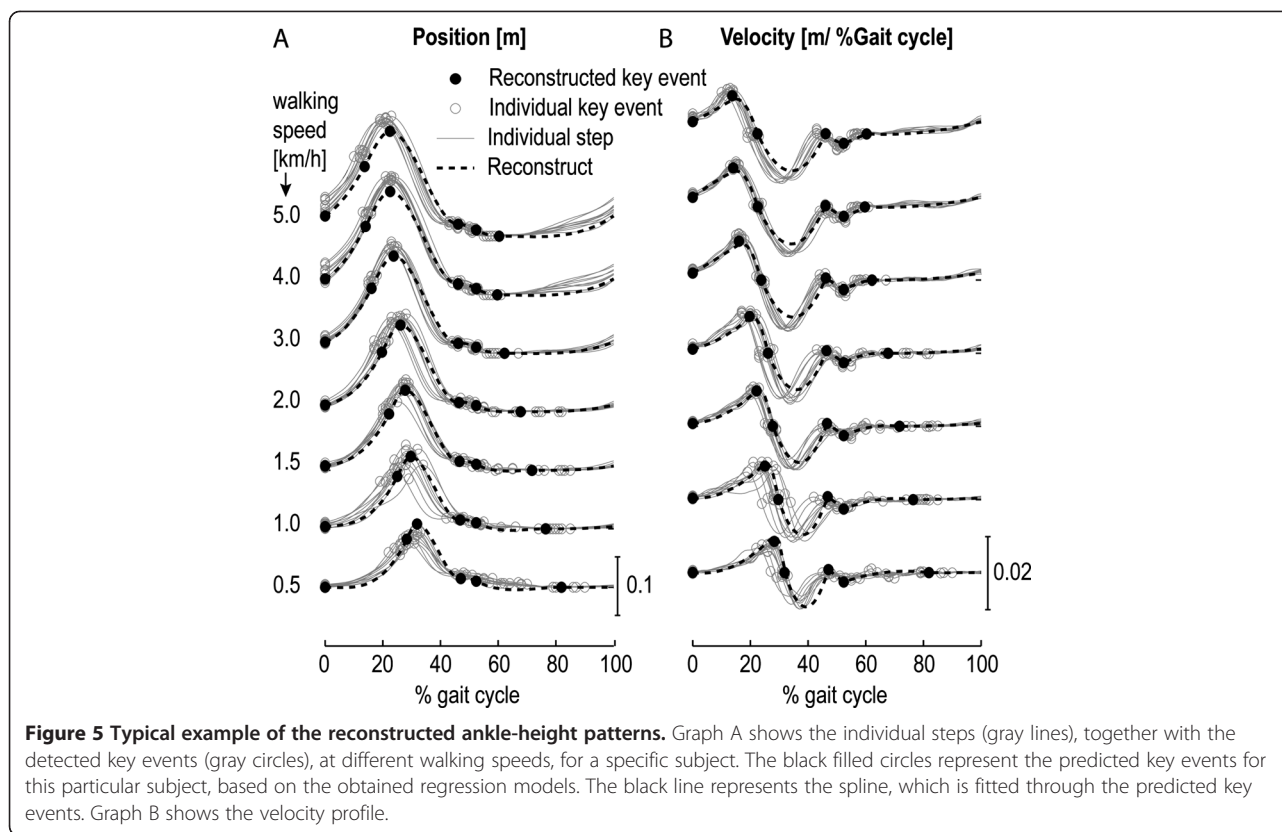 A Position [m]
B Velocity [m/ %Gait cycle]
Reconstructed key event
Individual key event
Individual step
Reconstruct
walking
speed
[km/h]
5.0
4.0
3.0
2.0
1.5
1.0
0.5
0.1
0.02
0 20 40 60 80 100
% gait cycle
0 20 40 60 80 100
% gait cycle
Figure 5 Typical example of the reconstructed ankle-height patterns. Graph A shows the individual steps (gray lines), together with the
detected key events (gray circles), at different walking speeds, for a specific subject. The black filled circles represent the predicted key events for
this particular subject, based on the obtained regression models. The black line represents the spline, which is fitted through the predicted key
events. Graph B shows the velocity profile.